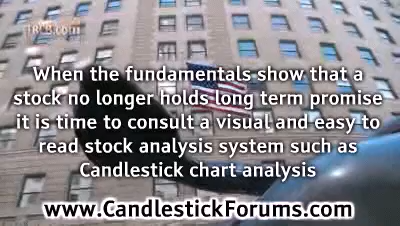 When the fundamentals show that a
stock no longer holds long term promise
it is time to consult a visual and easy to
read stock analysis system such as
Candlestick chart analysis
www.CandlestickForums.com